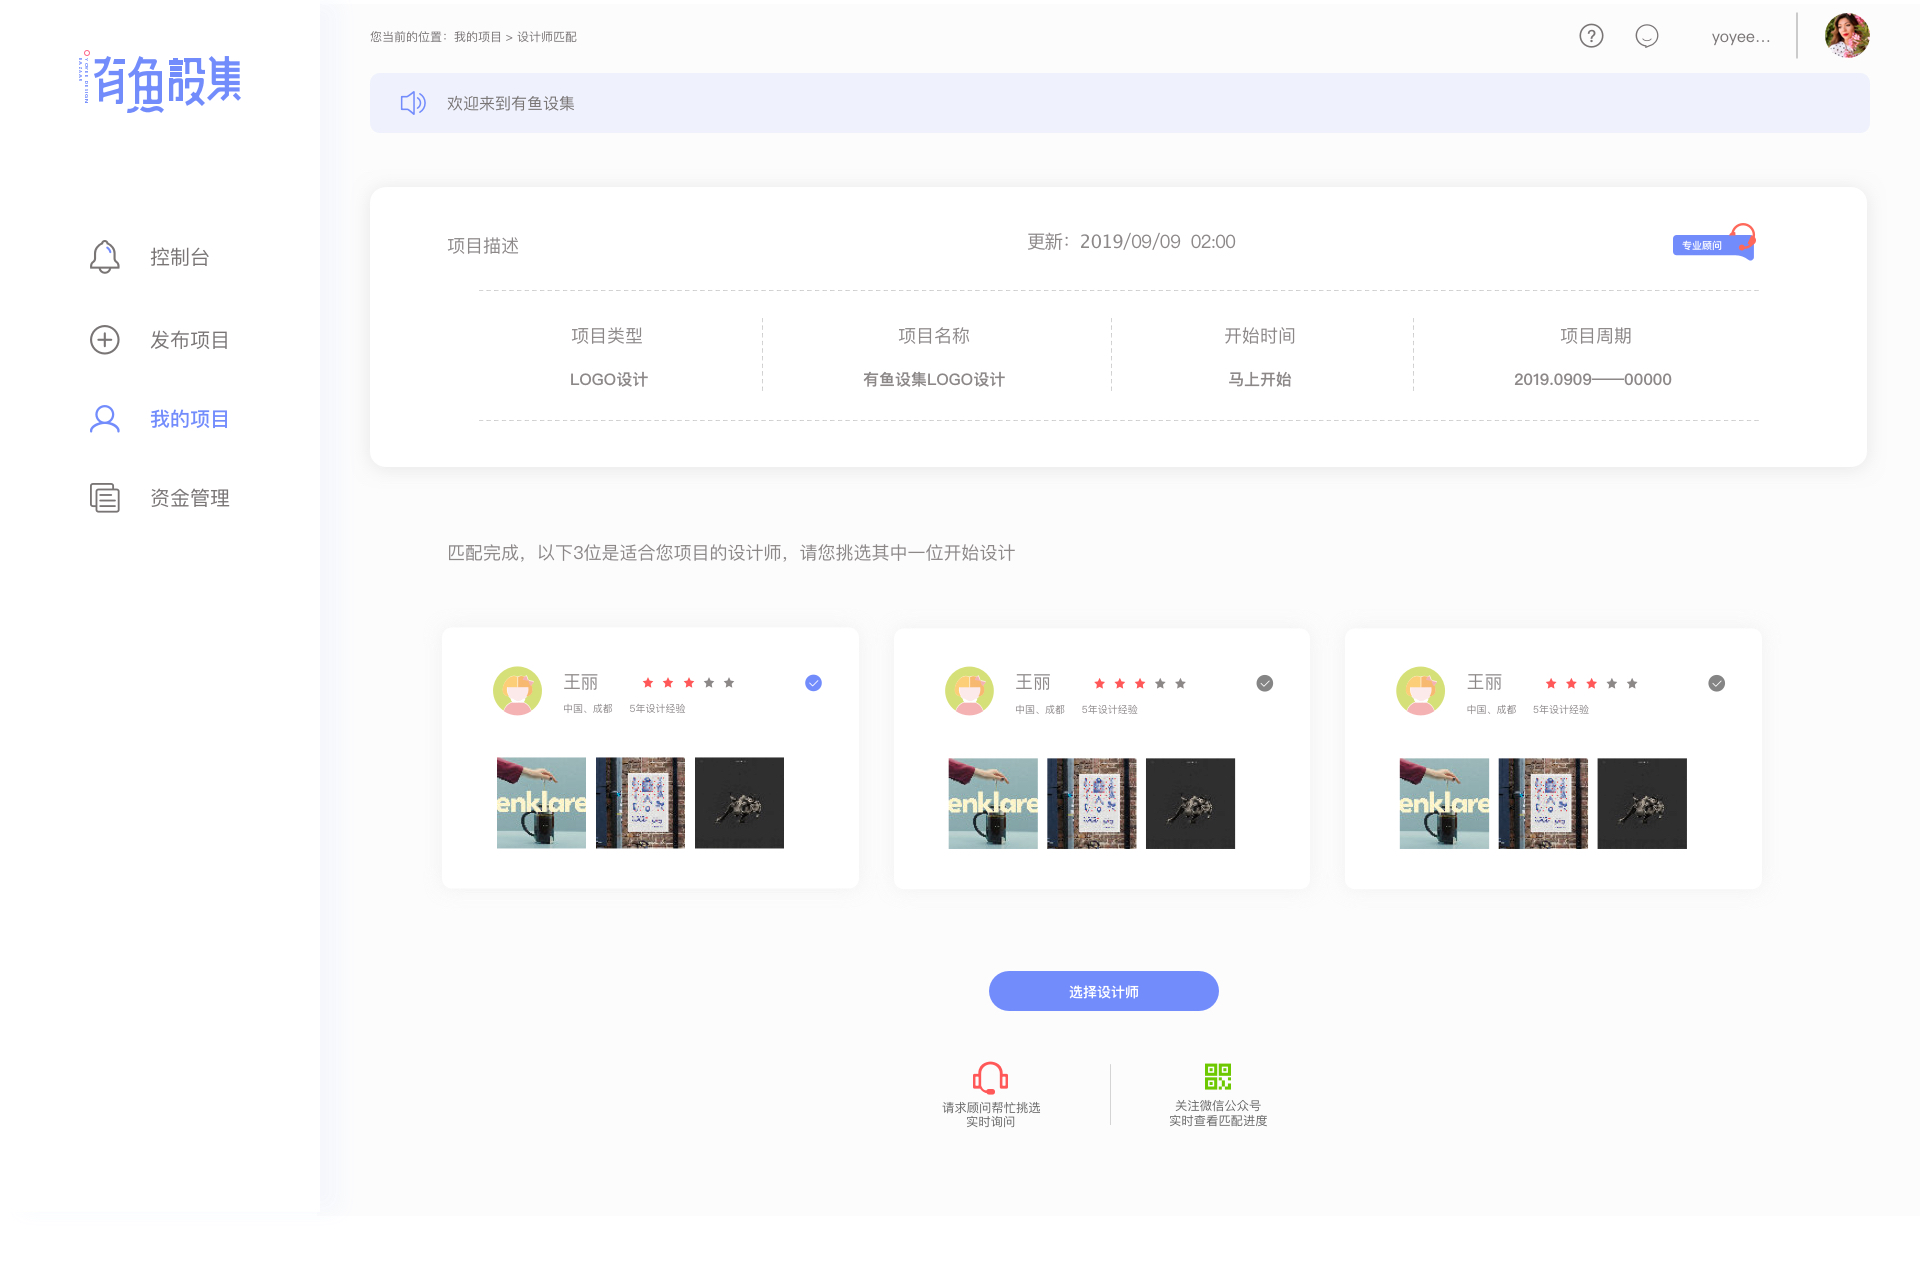 有鱼設集
您当前的位置：我的项目 > 设计师匹配
yoyee...
欢迎来到有鱼设集
控制台
发布项目
我的项目
资金管理
项目描述
更新：2019/09/09 02:00
专业顾问
项目类型
项目名称
开始时间
项目周期
LOGO设计
有鱼设集LOGO设计
马上开始
2019.0909——00000
匹配完成，以下3位是适合您项目的设计师，请您挑选其中一位开始设计
王丽
中国、成都 5年设计经验
enklare
王丽
中国、成都 5年设计经验
enklare
王丽
中国、成都 5年设计经验
enklare
选择设计师
请求顾问帮忙挑选
实时询问
关注微信公众号
实时查看匹配进度